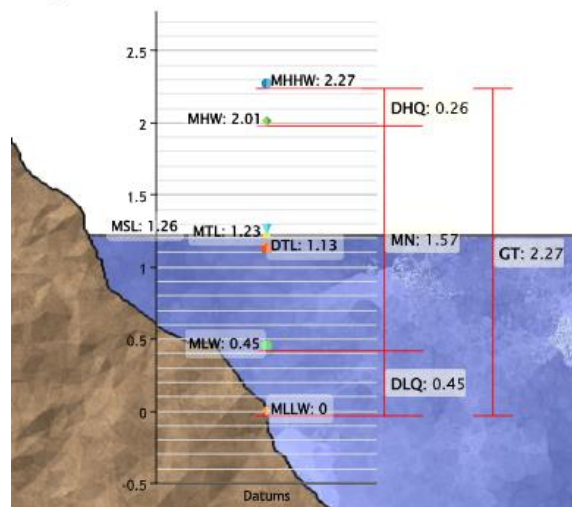 2.5
MHHW: 2.27
DHQ: 0.26
2
MHW: 2.01
1.5
MSL: 1.26
MTL: 1.23
DTL: 1.13
MN: 1.57
GT: 2.27
1
0.5
MLW: 0.45
DLQ: 0.45
0
MLLW: 0
-0.5
Datums